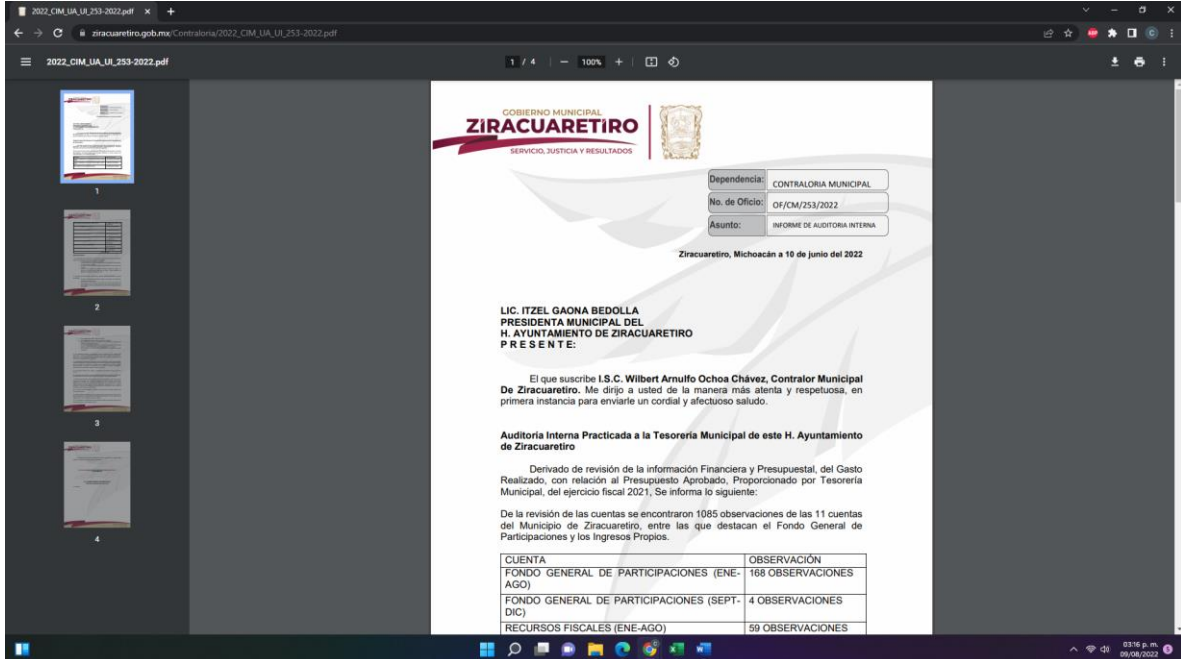 2022_CIM_UA_UI_253-2022.pdf
ziracuaretiro.gob.mx/Contraloria/2022_CIM_UA_UI_253-2022.pdf
2022_CIM_UA_UI_253-2022.pdf
1 / 4
100%
1
2
3
4
GOBIERNO MUNICIPAL
ZIRACUARETIRO
SERVICIO, JUSTICIA Y RESULTADOS
Dependencia: CONTRALORIA MUNICIPAL
No. de Oficio: OF/CM/253/2022
Asunto: INFORME DE AUDITORIA INTERNA
Ziracuaretiro, Michoacán a 10 de junio del 2022
LIC. ITZEL GAONA BEDOLLA
PRESIDENTA MUNICIPAL DEL
H. AYUNTAMIENTO DE ZIRACUARETIRO
P R E S E N T E:
El que suscribe I.S.C. Wilbert Arnulfo Ochoa Chávez, Contralor Municipal
De Ziracuaretiro. Me dirijo a usted de la manera más atenta y respetuosa, en
primera instancia para enviarle un cordial y afectuoso saludo.
Auditoría Interna Practicada a la Tesorería Municipal de este H. Ayuntamiento
de Ziracuaretiro
Derivado de revisión de la información Financiera y Presupuestal, del Gasto
Realizado, con relación al Presupuesto Aprobado, Proporcionado por Tesorería
Municipal, del ejercicio fiscal 2021, Se informa lo siguiente:
De la revisión de las cuentas se encontraron 1085 observaciones de las 11 cuentas
del Municipio de Ziracuaretiro, entre las que destacan el Fondo General de
Participaciones y los Ingresos Propios.
CUENTA OBSERVACIÓN
FONDO GENERAL DE PARTICIPACIONES (ENE- 168 OBSERVACIONES
AGO)
FONDO GENERAL DE PARTICIPACIONES (SEPT- 4 OBSERVACIONES
DIC)
RECURSOS FISCALES (ENE-AGO) 59 OBSERVACIONES
03:16 p. m.
09/08/2022